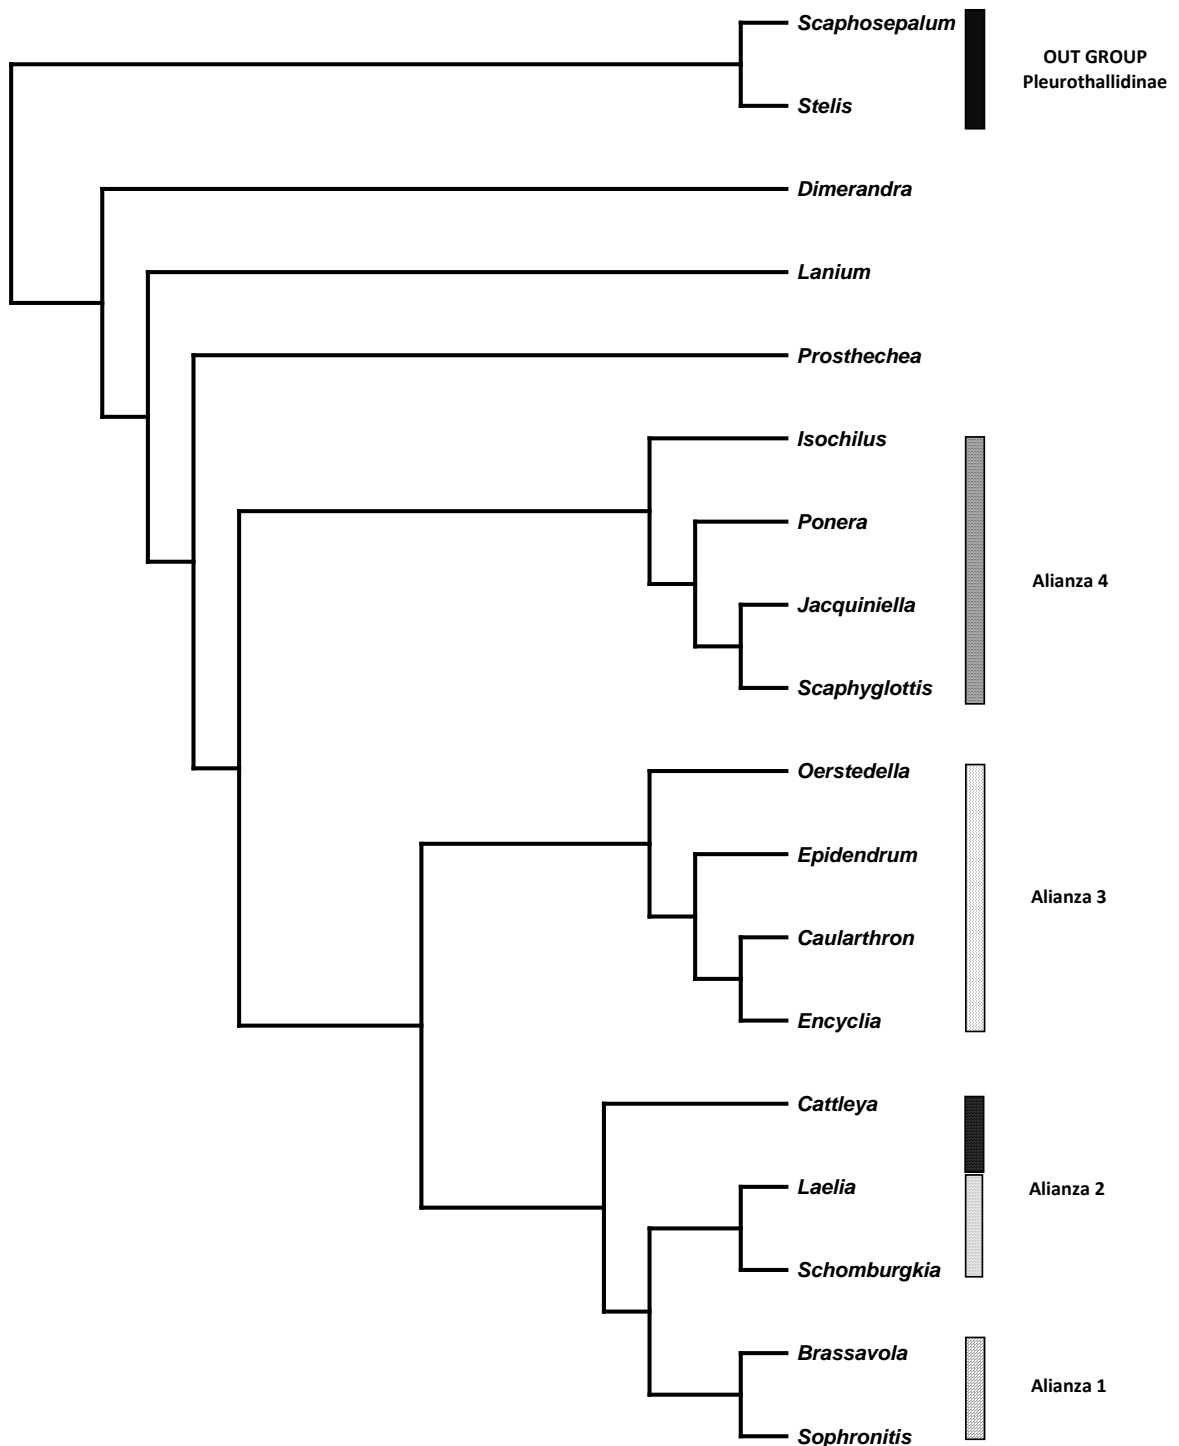 Scaphosepalum
OUT GROUP
Pleurothallidinae
Stelis
Dimerandra
Lanium
Prosthechea
Isochilus
Ponera
Alianza 4
Jacquiniella
Scaphyglottis
Oerstedella
Epidendrum
Alianza 3
Caularthron
Encyclia
Cattleya
Laelia
Alianza 2
Schomburgkia
Brassavola
Alianza 1
Sophronitis